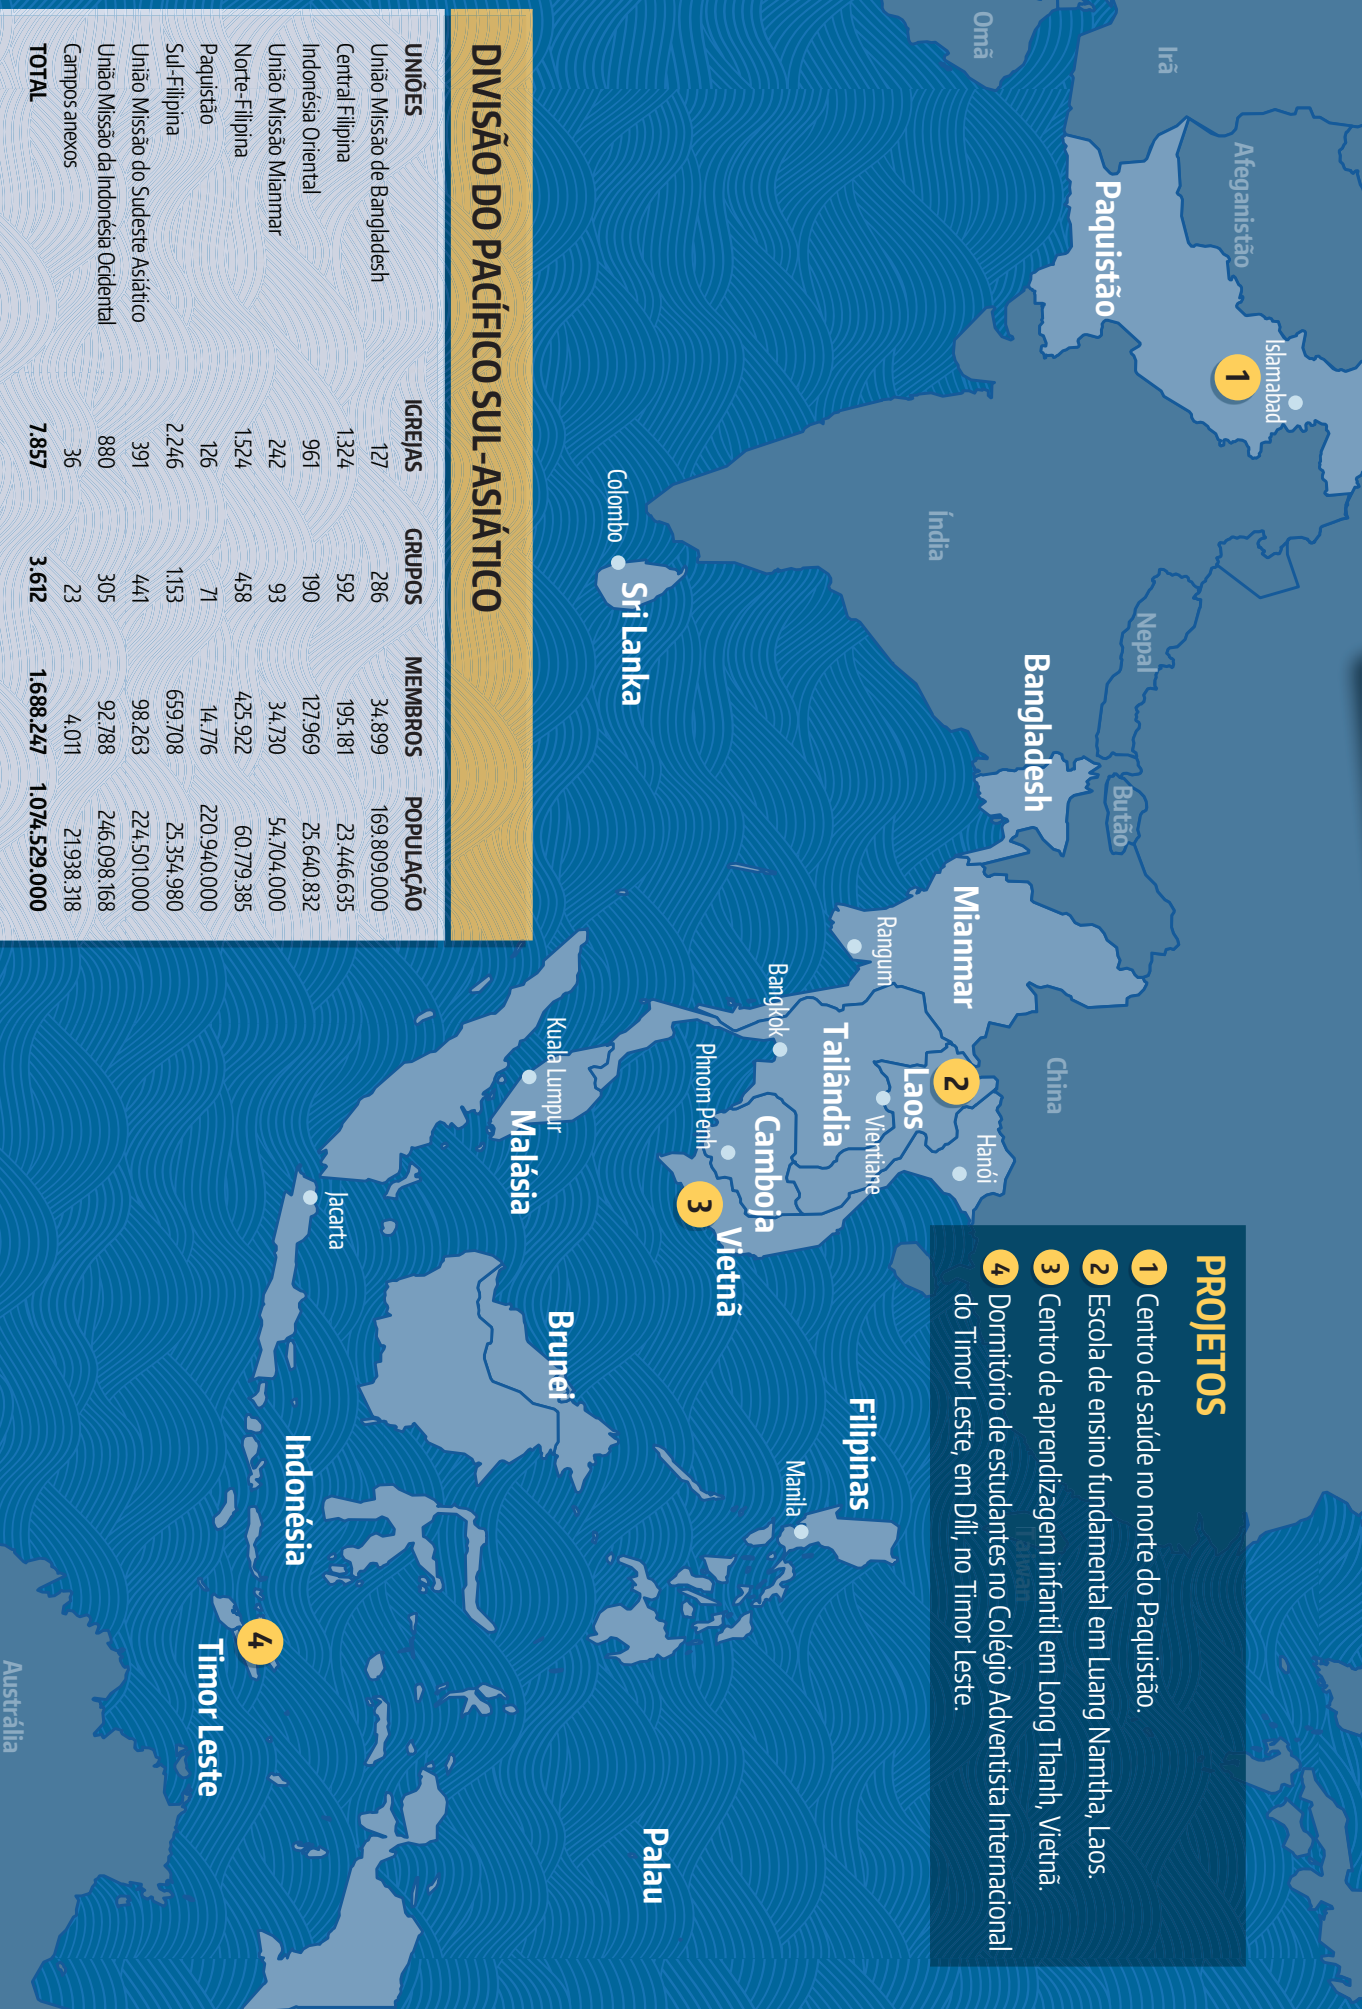 Omã
Irã
Afeganistão
Paquistão
Islamabad
1
Índia
Nepal
Butão
Bangladesh
Colombo
Sri Lanka
China
Mianmar
Rangum
Bangkok
Tailândia
Laos
2
Vientiane
Hanói
Phnom Penh
Camboja
3
Vietnã
Kuala Lumpur
Malásia
Jacarta
Brunei
Filipinas
Manila
Taiwan
Indonésia
4
Timor Leste
Palau
Austrália
PROJETOS
1 Centro de saúde no norte do Paquistão.
2 Escola de ensino fundamental em Luang Namtha, Laos.
3 Centro de aprendizagem infantil em Long Thanh, Vietnã.
4 Dormitório de estudantes no Colégio Adventista Internacional
do Timor Leste, em Díli, no Timor Leste.
DIVISÃO DO PACÍFICO SUL-ASIÁTICO
UNIÕES IGREJAS GRUPOS MEMBROS POPULAÇÃO
União Missão de Bangladesh 127 286 34.899 169.809.000
Central Filipina 1.324 592 195.181 23.446.635
Indonésia Oriental 961 190 127.969 25.640.832
União Missão Mianmar 242 93 34.730 54.704.000
Norte-Filipina 1.524 458 425.922 60.779.385
Paquistão 126 71 14.776 220.940.000
Sul-Filipina 2.246 1.153 659.708 25.354.980
União Missão do Sudeste Asiático 391 441 98.263 224.501.000
União Missão da Indonésia Ocidental 880 305 92.788 246.098.168
Campos anexos 36 23 4.011 21.938.318
TOTAL 7.857 3.612 1.688.247 1.074.529.000